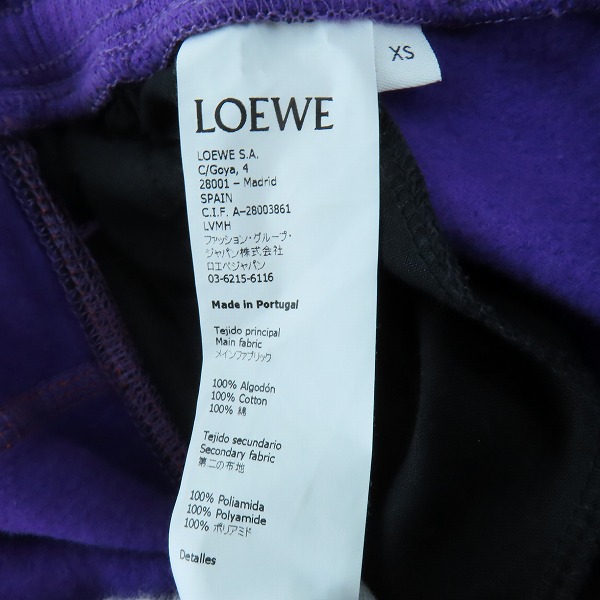 XS
LOEWE
LOEWE S.A.
C/Goya, 4
28001 - Madrid
SPAIN
C.I.F. A-28003861
LVMH
ファッション・グループ・
ジャパン株式会社
ロエベジャパン
03-6215-6116
Made in Portugal
Tejido principal
Main fabric
メインファブリック
100% Algodón
100% Cotton
100% 綿
Tejido secundario
Secondary fabric
第二の布地
100% Poliamida
100% Polyamide
100% ポリアミド
Detalles